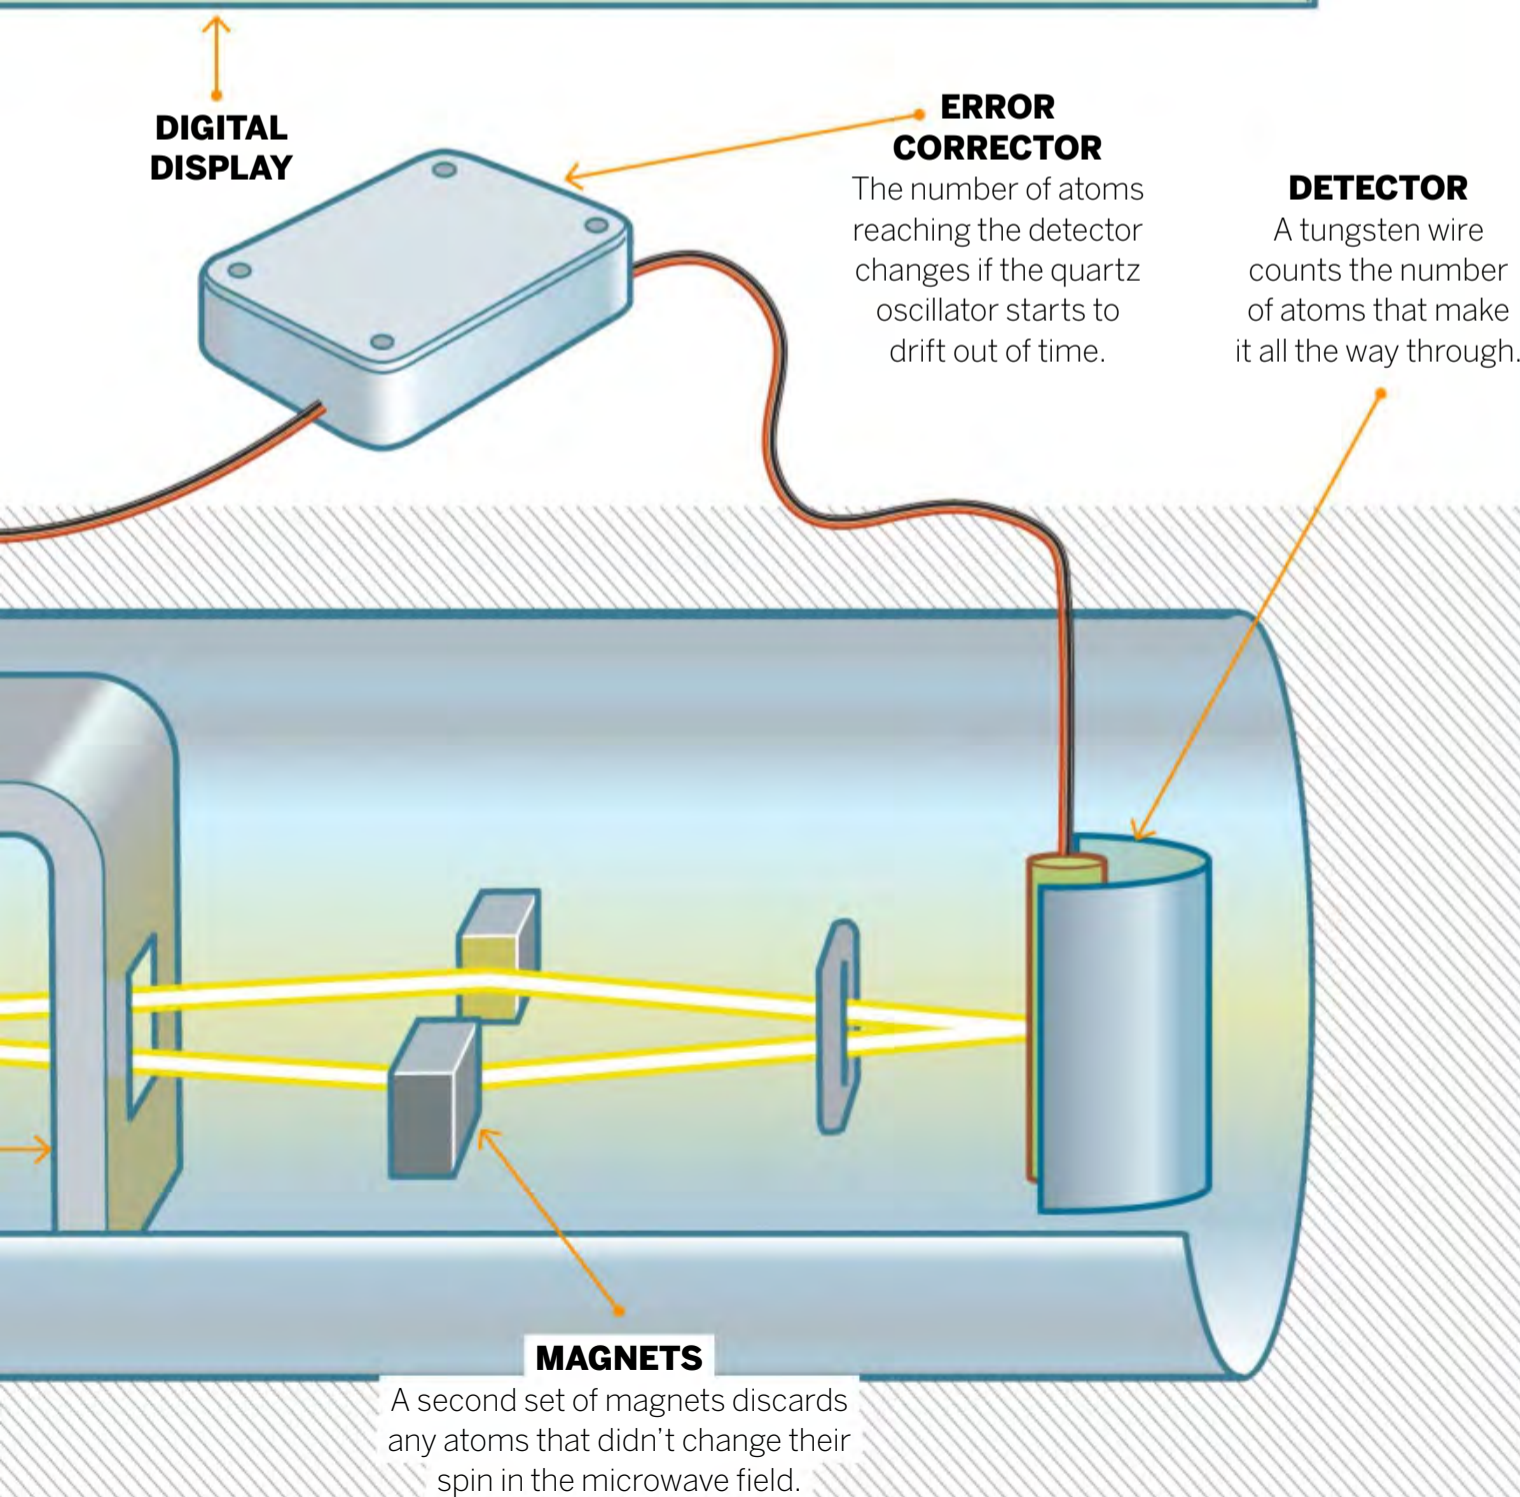 DIGITAL
DISPLAY
ERROR
CORRECTOR
The number of atoms
reaching the detector
changes if the quartz
oscillator starts to
drift out of time.
DETECTOR
A tungsten wire
counts the number
of atoms that make
it all the way through.
MAGNETS
A second set of magnets discards
any atoms that didn’t change their
spin in the microwave field.